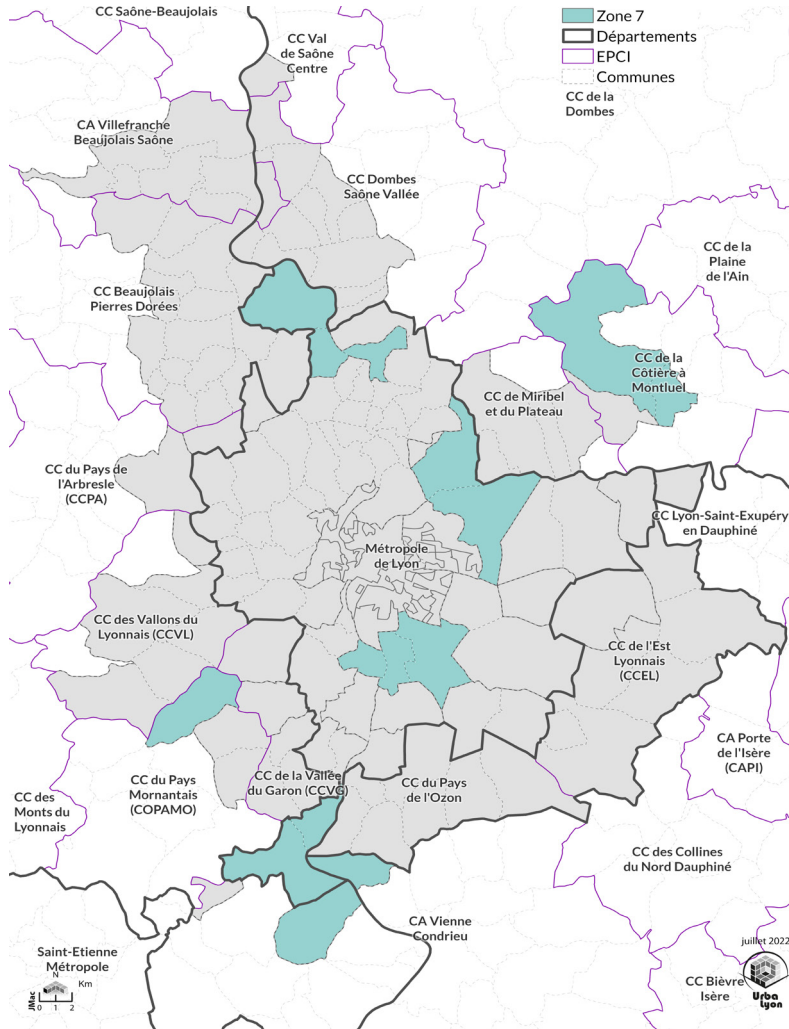 CC Saône-Beaujolais
CC Val
de Saône
Centre
Zone 7
Départements
EPCI
Communes
CC de la
Dombes
CA Villefranche
Beaujolais Saône
CC Dombes
Saône Vallée
CC de la
Plaine
de l'Ain
CC Beaujolais
Pierres Dorées
CC de la
Côtière à
Montluel
CC de Miribel
et du Plateau
CC du Pays de
l'Arbresle
(CCPA)
CC Lyon-Saint-Exupéry
en Dauphiné
Métropole
de Lyon
CC des Vallons du
Lyonnais (CCVL)
CC de l'Est
Lyonnais
(CCEL)
CA Porte
de l'Isère
(CAPI)
CC du Pays
Mornantais
(COPAMO)
CC de la Vallée
du Garon (CCVG)
CC du Pays
de l'Ozon
CC des
Monts du
Lyonnais
CC des Collines
du Nord Dauphiné
CA Vienne
Condrieu
Saint-Etienne
Métropole
juillet 2022
CC Bièvre
Isère
Urba
Lyon
JMac
N
Km
0 1 2